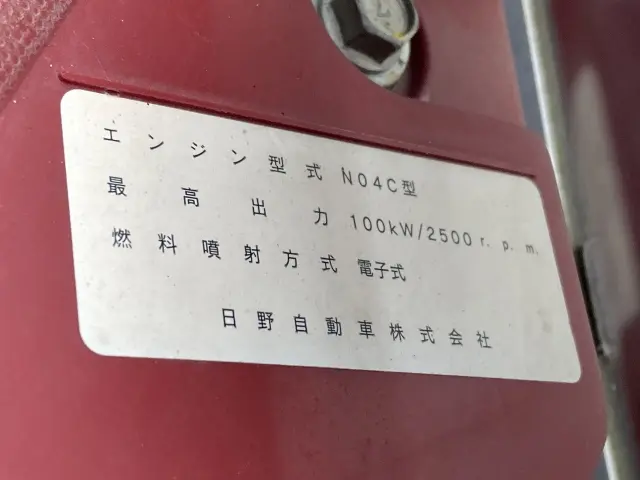 エンジン型式 N04C型
最高出力 100kW/2500 r.p.m.
燃料噴射方式 電子式
日野自動車株式会社